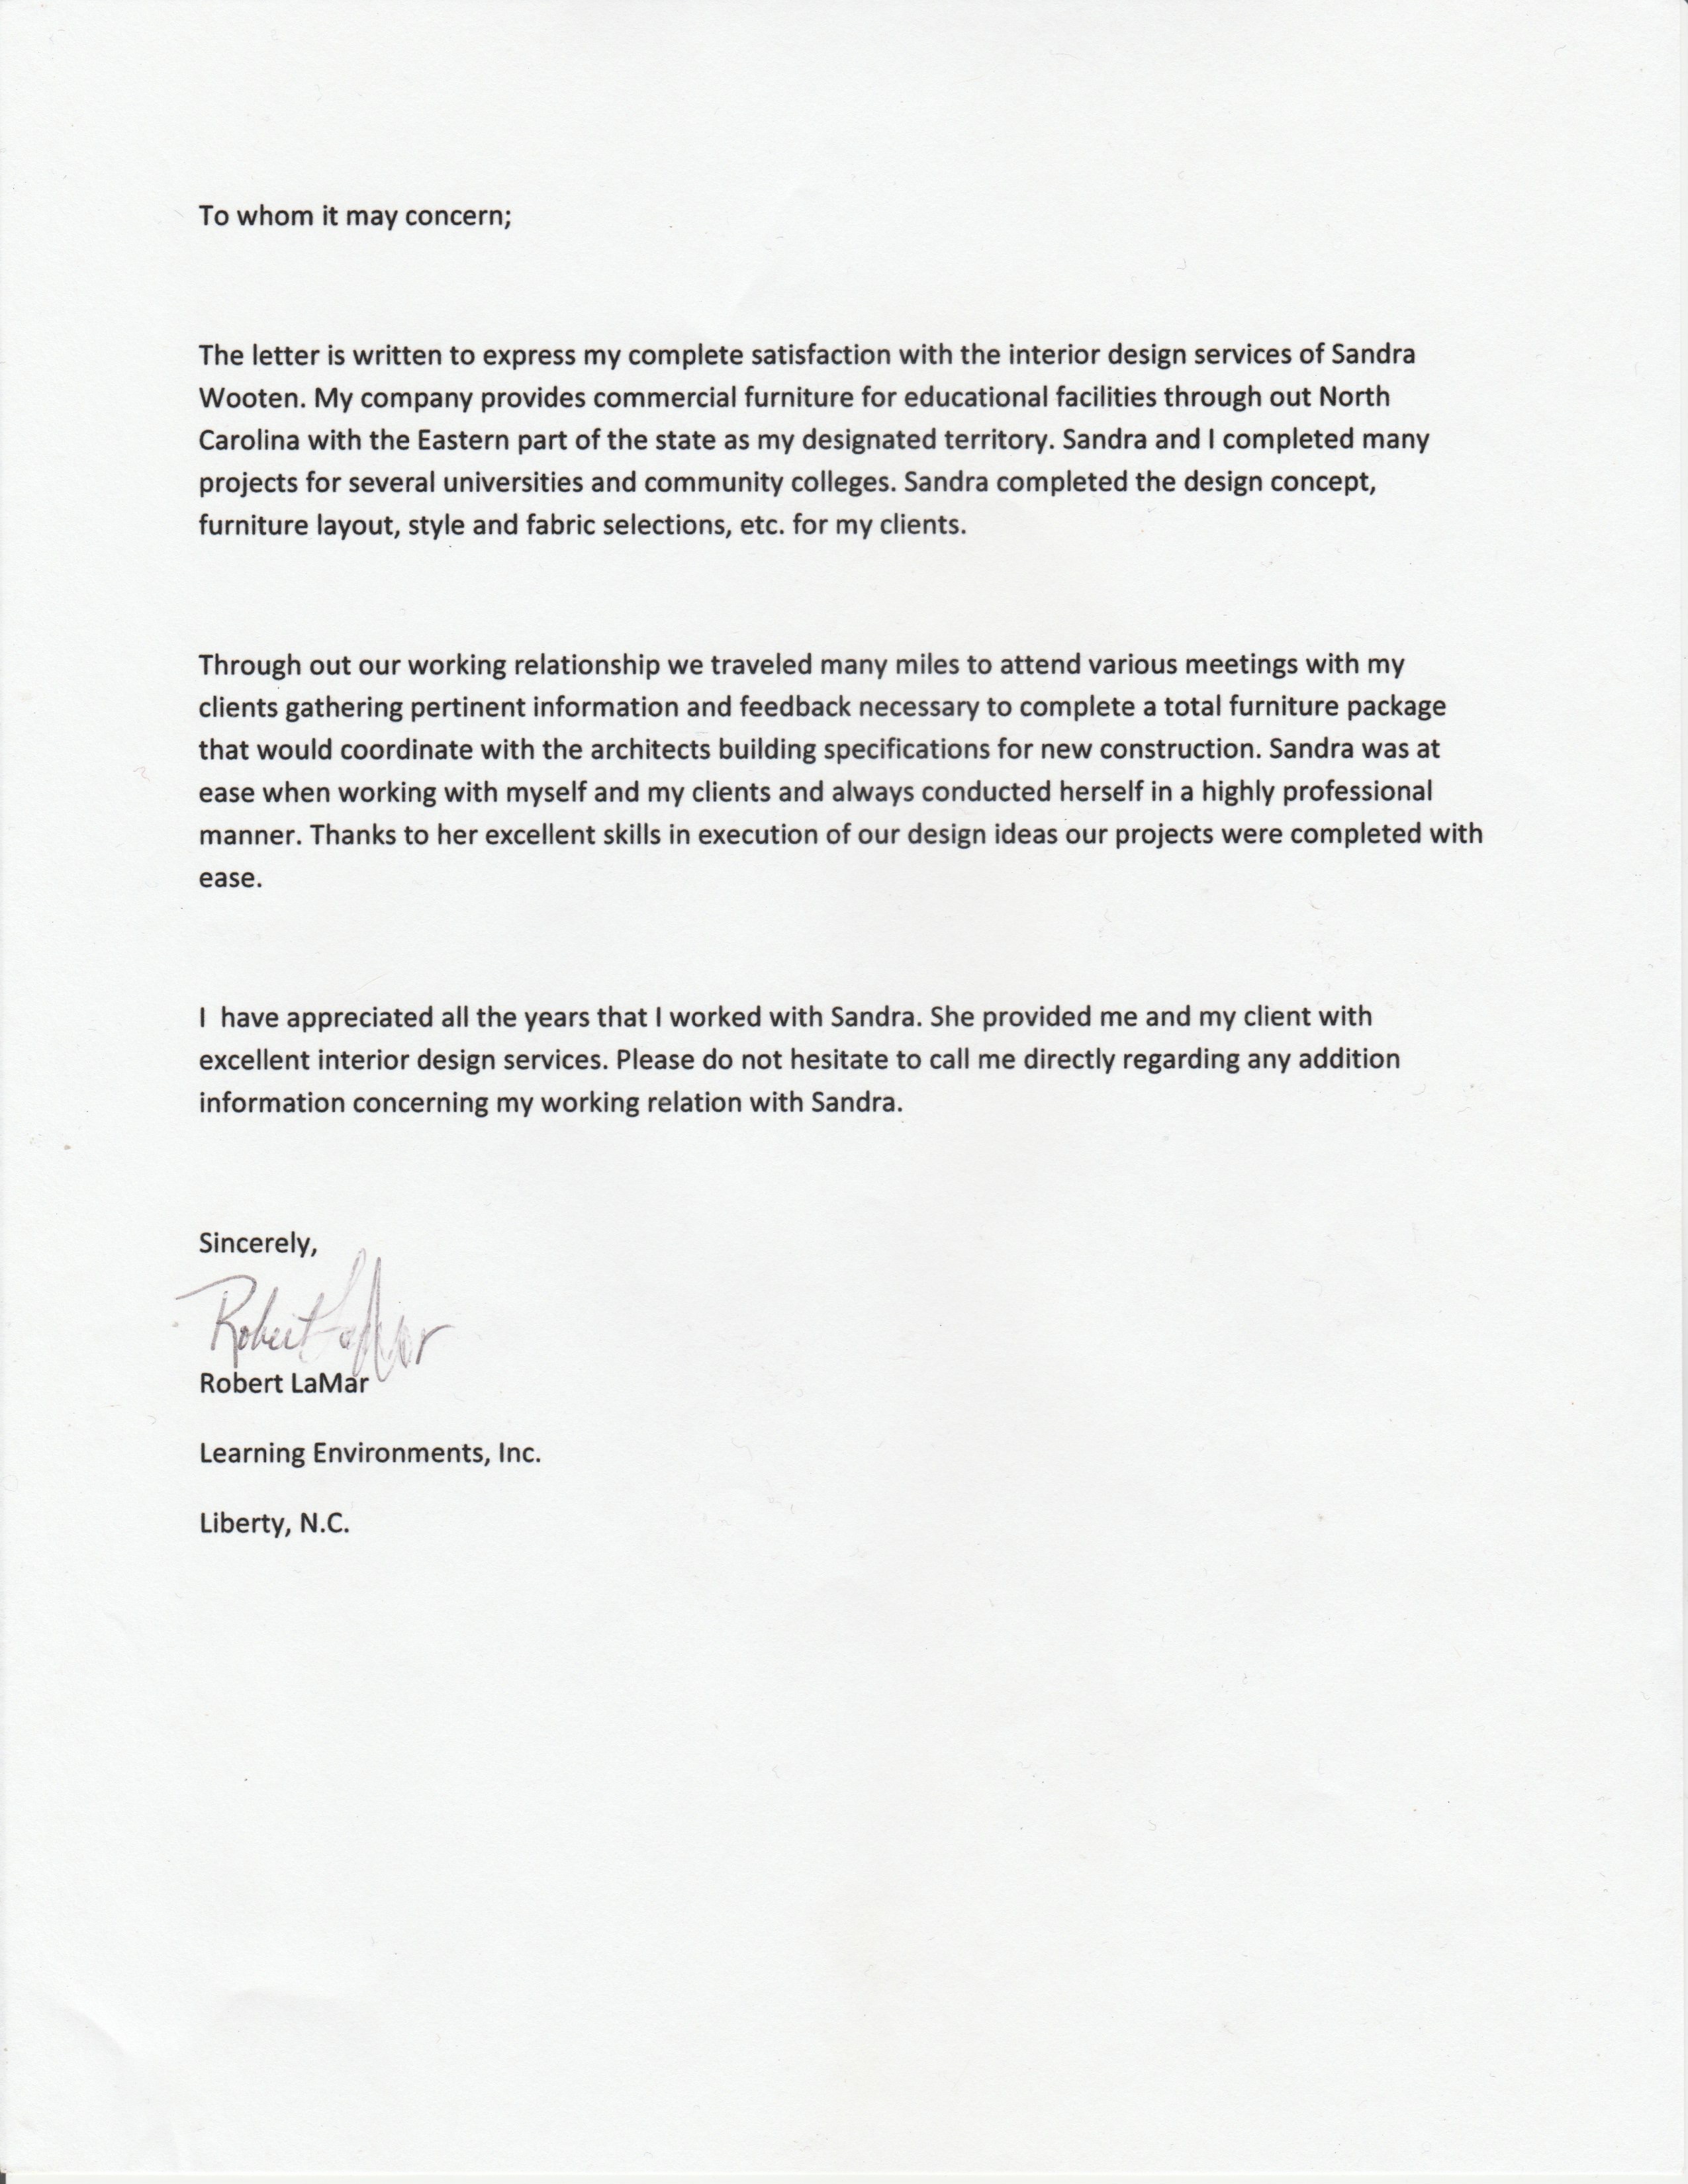 To whom it may concern;
The letter is written to express my complete satisfaction with the interior design services of Sandra
Wooten. My company provides commercial furniture for educational facilities through out North
Carolina with the Eastern part of the state as my designated territory. Sandra and I completed many
projects for several universities and community colleges. Sandra completed the design concept,
furniture layout, style and fabric selections, etc. for my clients.
Through out our working relationship we traveled many miles to attend various meetings with my
clients gathering pertinent information and feedback necessary to complete a total furniture package
that would coordinate with the architects building specifications for new construction. Sandra was at
ease when working with myself and my clients and always conducted herself in a highly professional
manner. Thanks to her excellent skills in execution of our design ideas our projects were completed with
ease.
I  have appreciated all the years that I worked with Sandra. She provided me and my client with
excellent interior design services. Please do not hesitate to call me directly regarding any addition
information concerning my working relation with Sandra.
Sincerely,
Robert LaMar
Robert LaMar
Learning Environments, Inc.
Liberty, N.C.